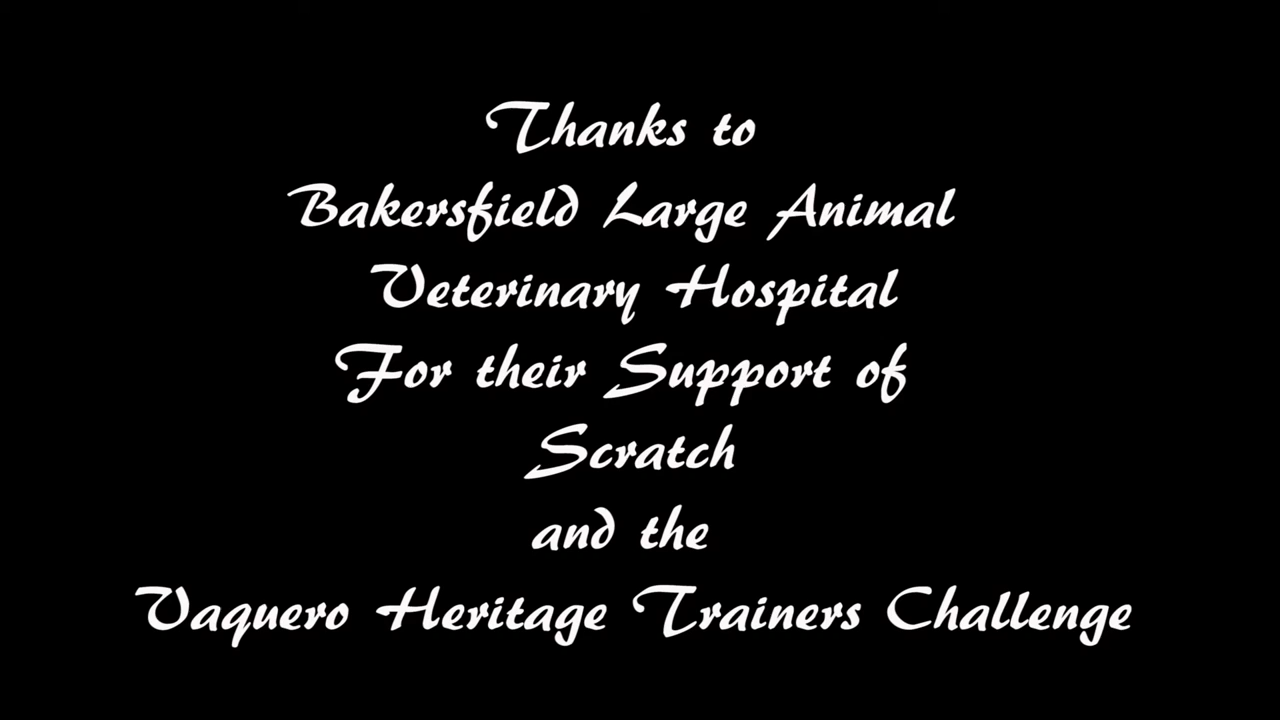 Thanks to
Bakersfield Large Animal
Veterinary Hospital
For their Support of
Scratch
and the
Vaquero Heritage Trainers Challenge